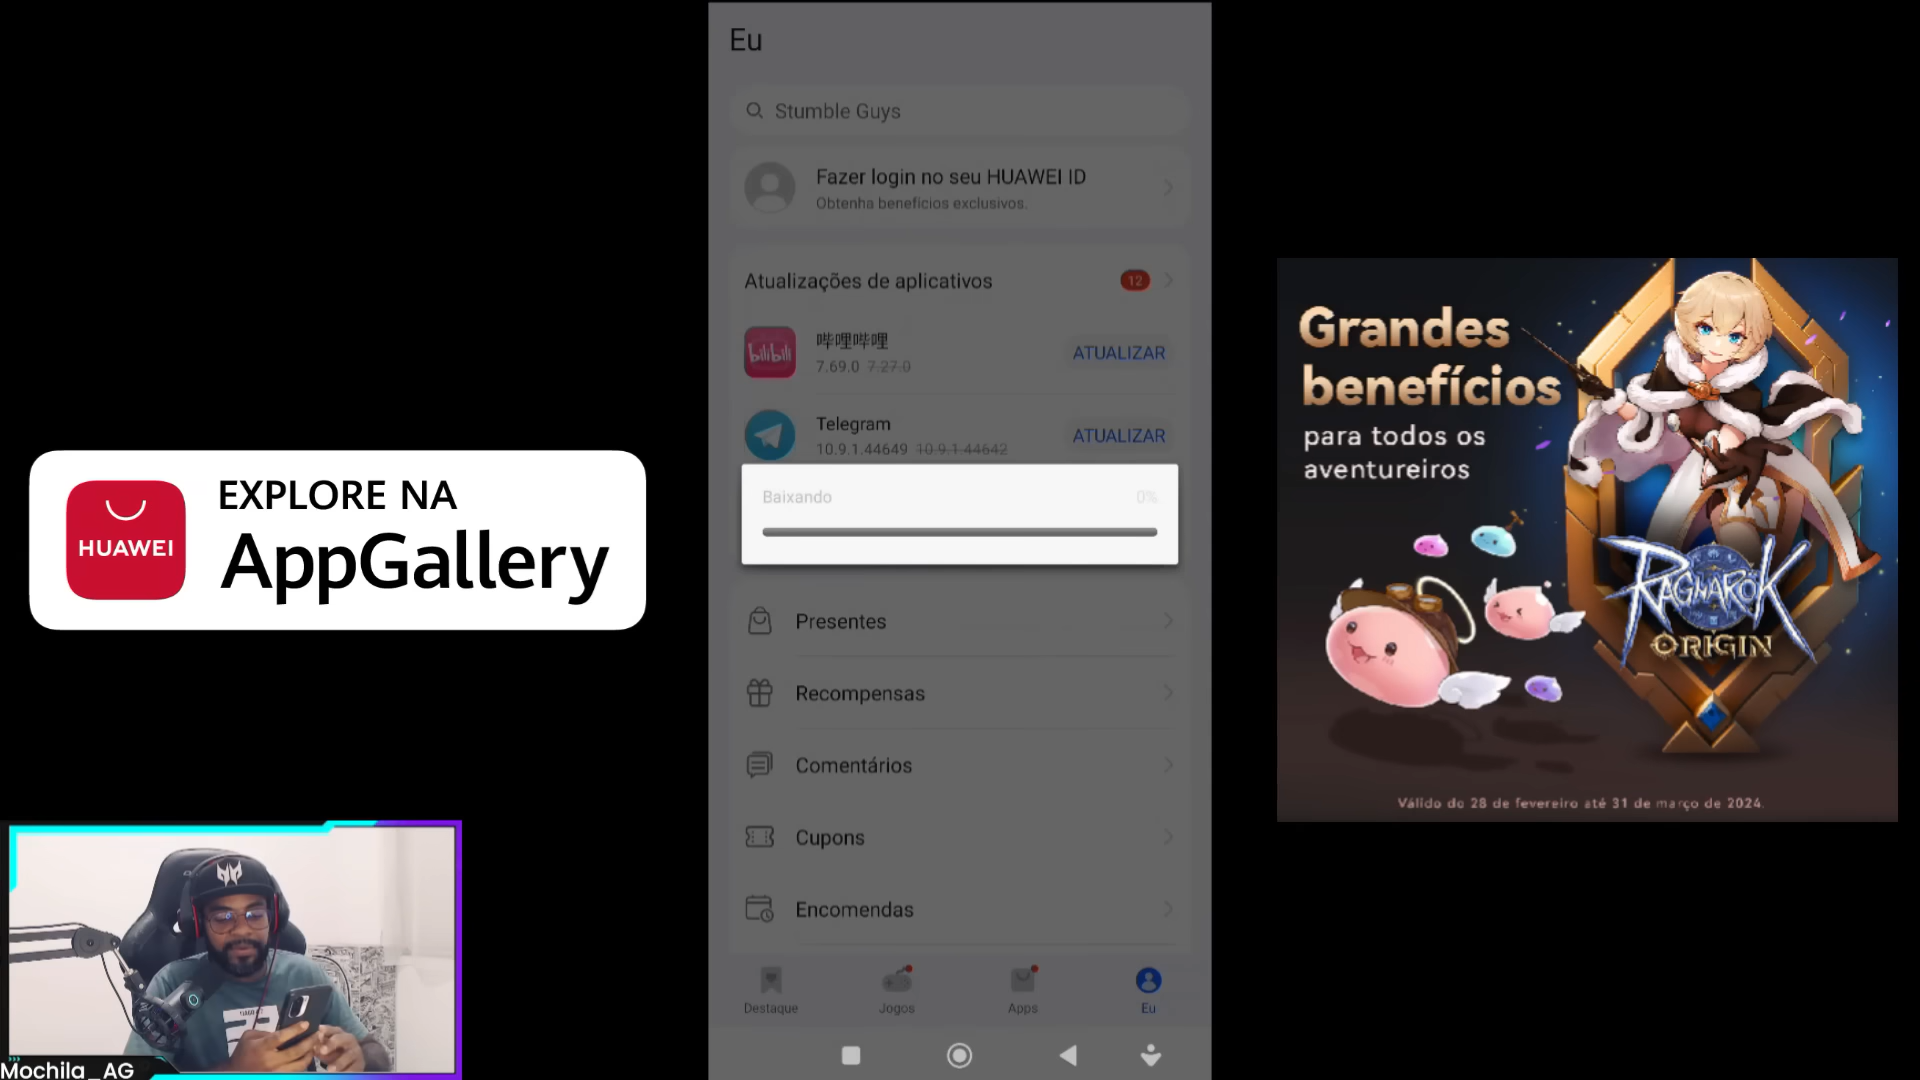 Eu
Stumble Guys
Fazer login no seu HUAWEI ID
Obtenha benefícios exclusivos.
Atualizações de aplicativos
12
bilibili
哔哩哔哩
7.69.0 7.27.0
ATUALIZAR
Telegram
10.9.1.44649 10.9.1.44642
ATUALIZAR
Baixando
0%
Presentes
Recompensas
Comentários
Cupons
Encomendas
Destaque
Jogos
Apps
Eu
HUAWEI
EXPLORE NA
AppGallery
Mochila_AG
Grandes
benefícios
para todos os
aventureiros
RAGNARÖK
ORIGIN
Válido do 28 de fevereiro até 31 de março de 2024.